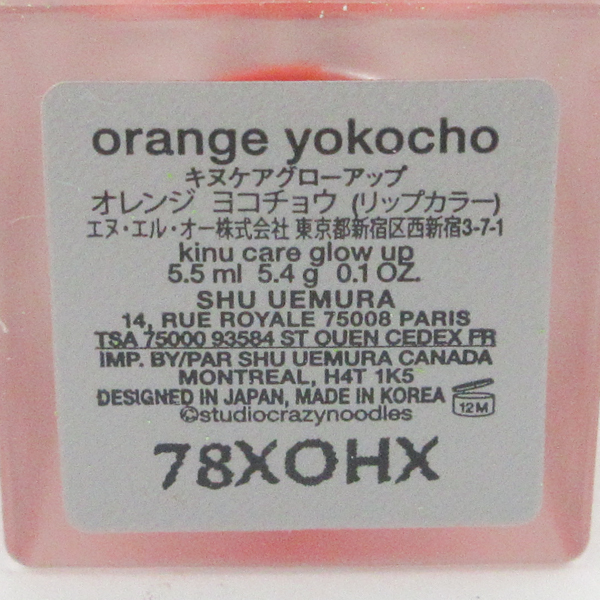 orange yokocho
キヌケアグローアップ
オレンジ ヨコチョウ (リップカラー)
エヌ・エル・オー株式会社 東京都新宿区西新宿3-7-1
kinu care glow up
5.5 ml 5.4 g 0.1 OZ.
SHU UEMURA
14, RUE ROYALE 75008 PARIS
TSA 75000 93584 ST OUEN CEDEX FR
IMP. BY/PAR SHU UEMURA CANADA
MONTREAL, H4T 1K5
DESIGNED IN JAPAN, MADE IN KOREA 12M
©studiocrazynoodles
78XOHX